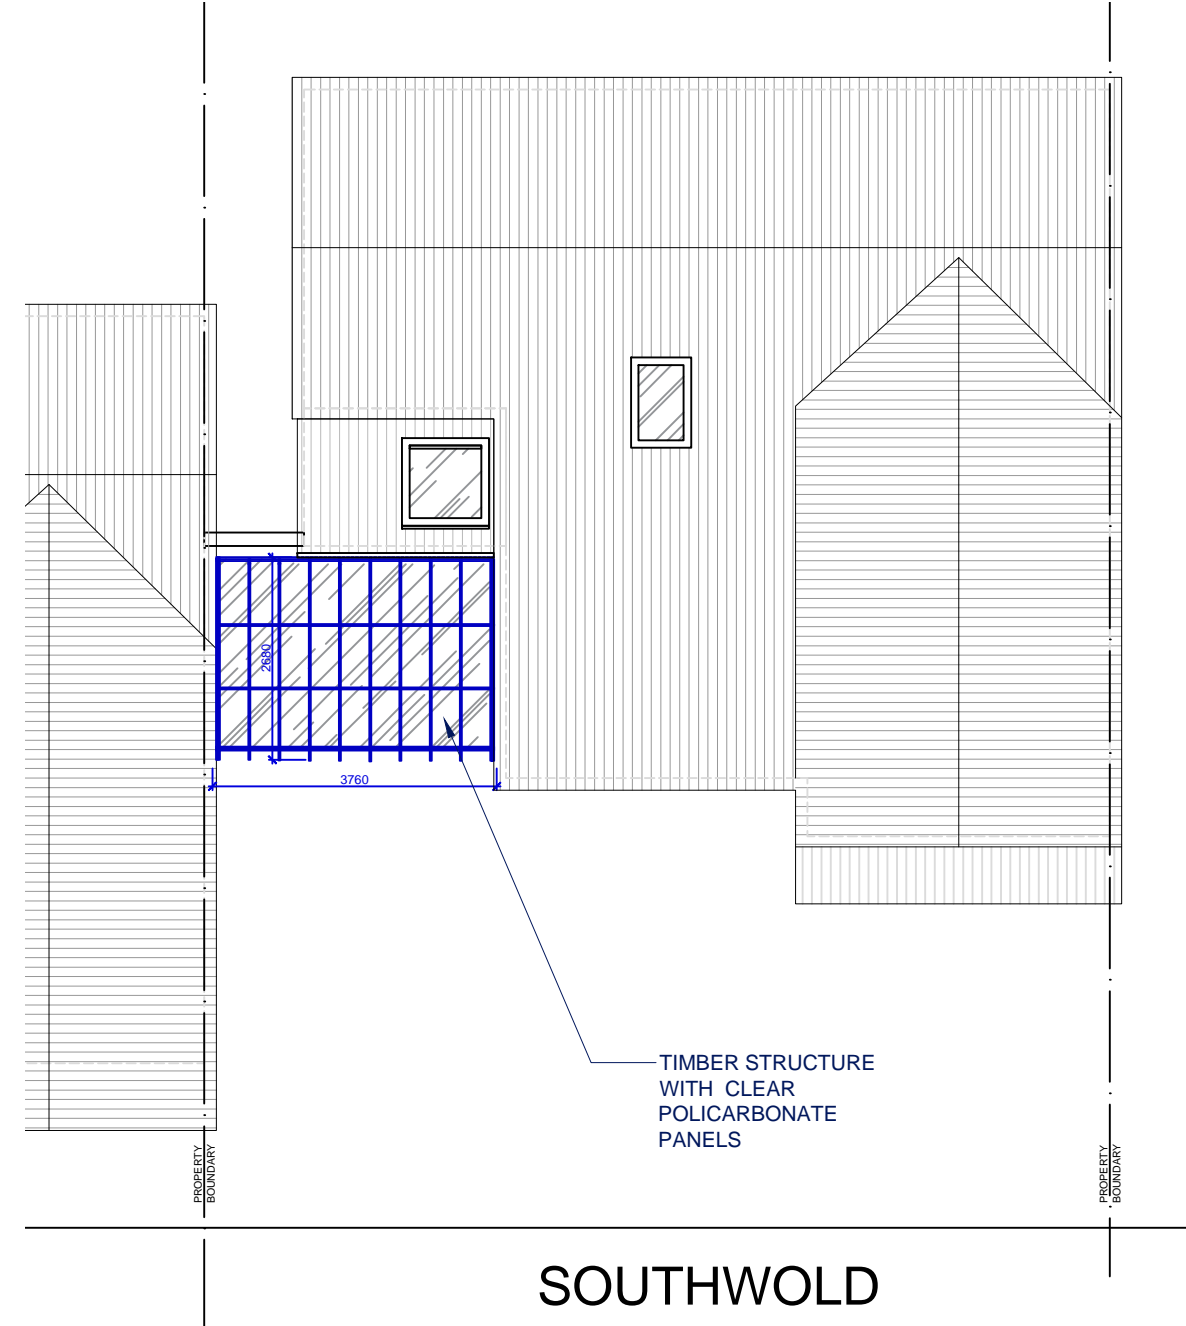 2680
3760
TIMBER STRUCTURE
WITH CLEAR
POLICARBONATE
PANELS
PROPERTY
BOUNDARY
PROPERTY
BOUNDARY
SOUTHWOLD